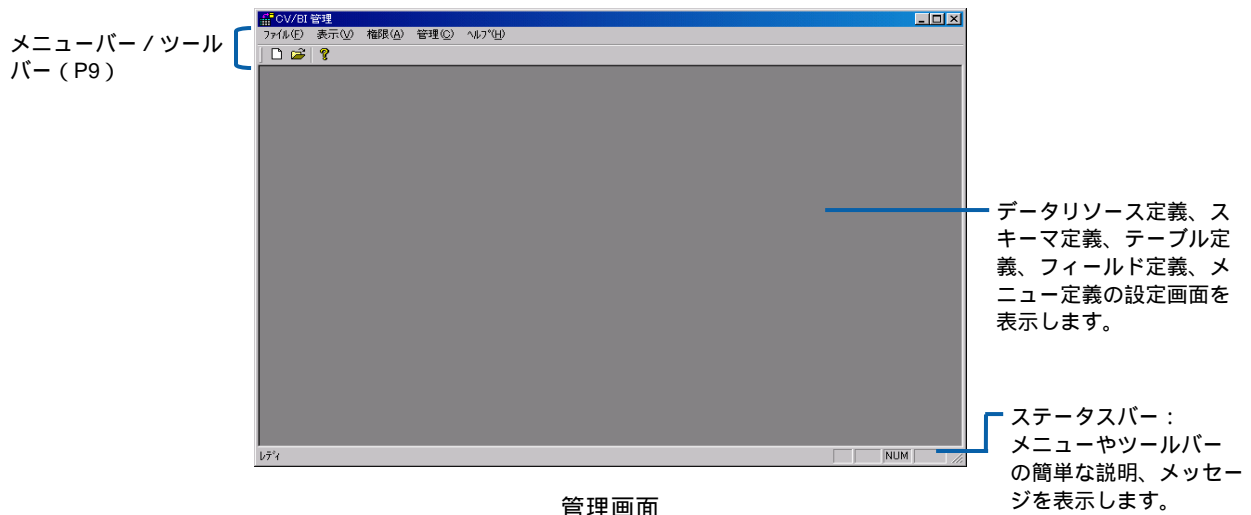 CV/BI 管理
ﾌｧｲﾙ(F) 表示(V) 権限(A) 管理(C) ﾍﾙﾌﾟ(H)
メニューバー / ツール
バー ( P9 )
データリソース定義、ス
キーマ定義、テーブル定
義、フィールド定義、メ
ニュー定義の設定画面を
表示します。
ステータスバー :
メニューやツールバー
の簡単な説明、メッセー
ジを表示します。
ﾚﾃﾞｨ
NUM
管理画面